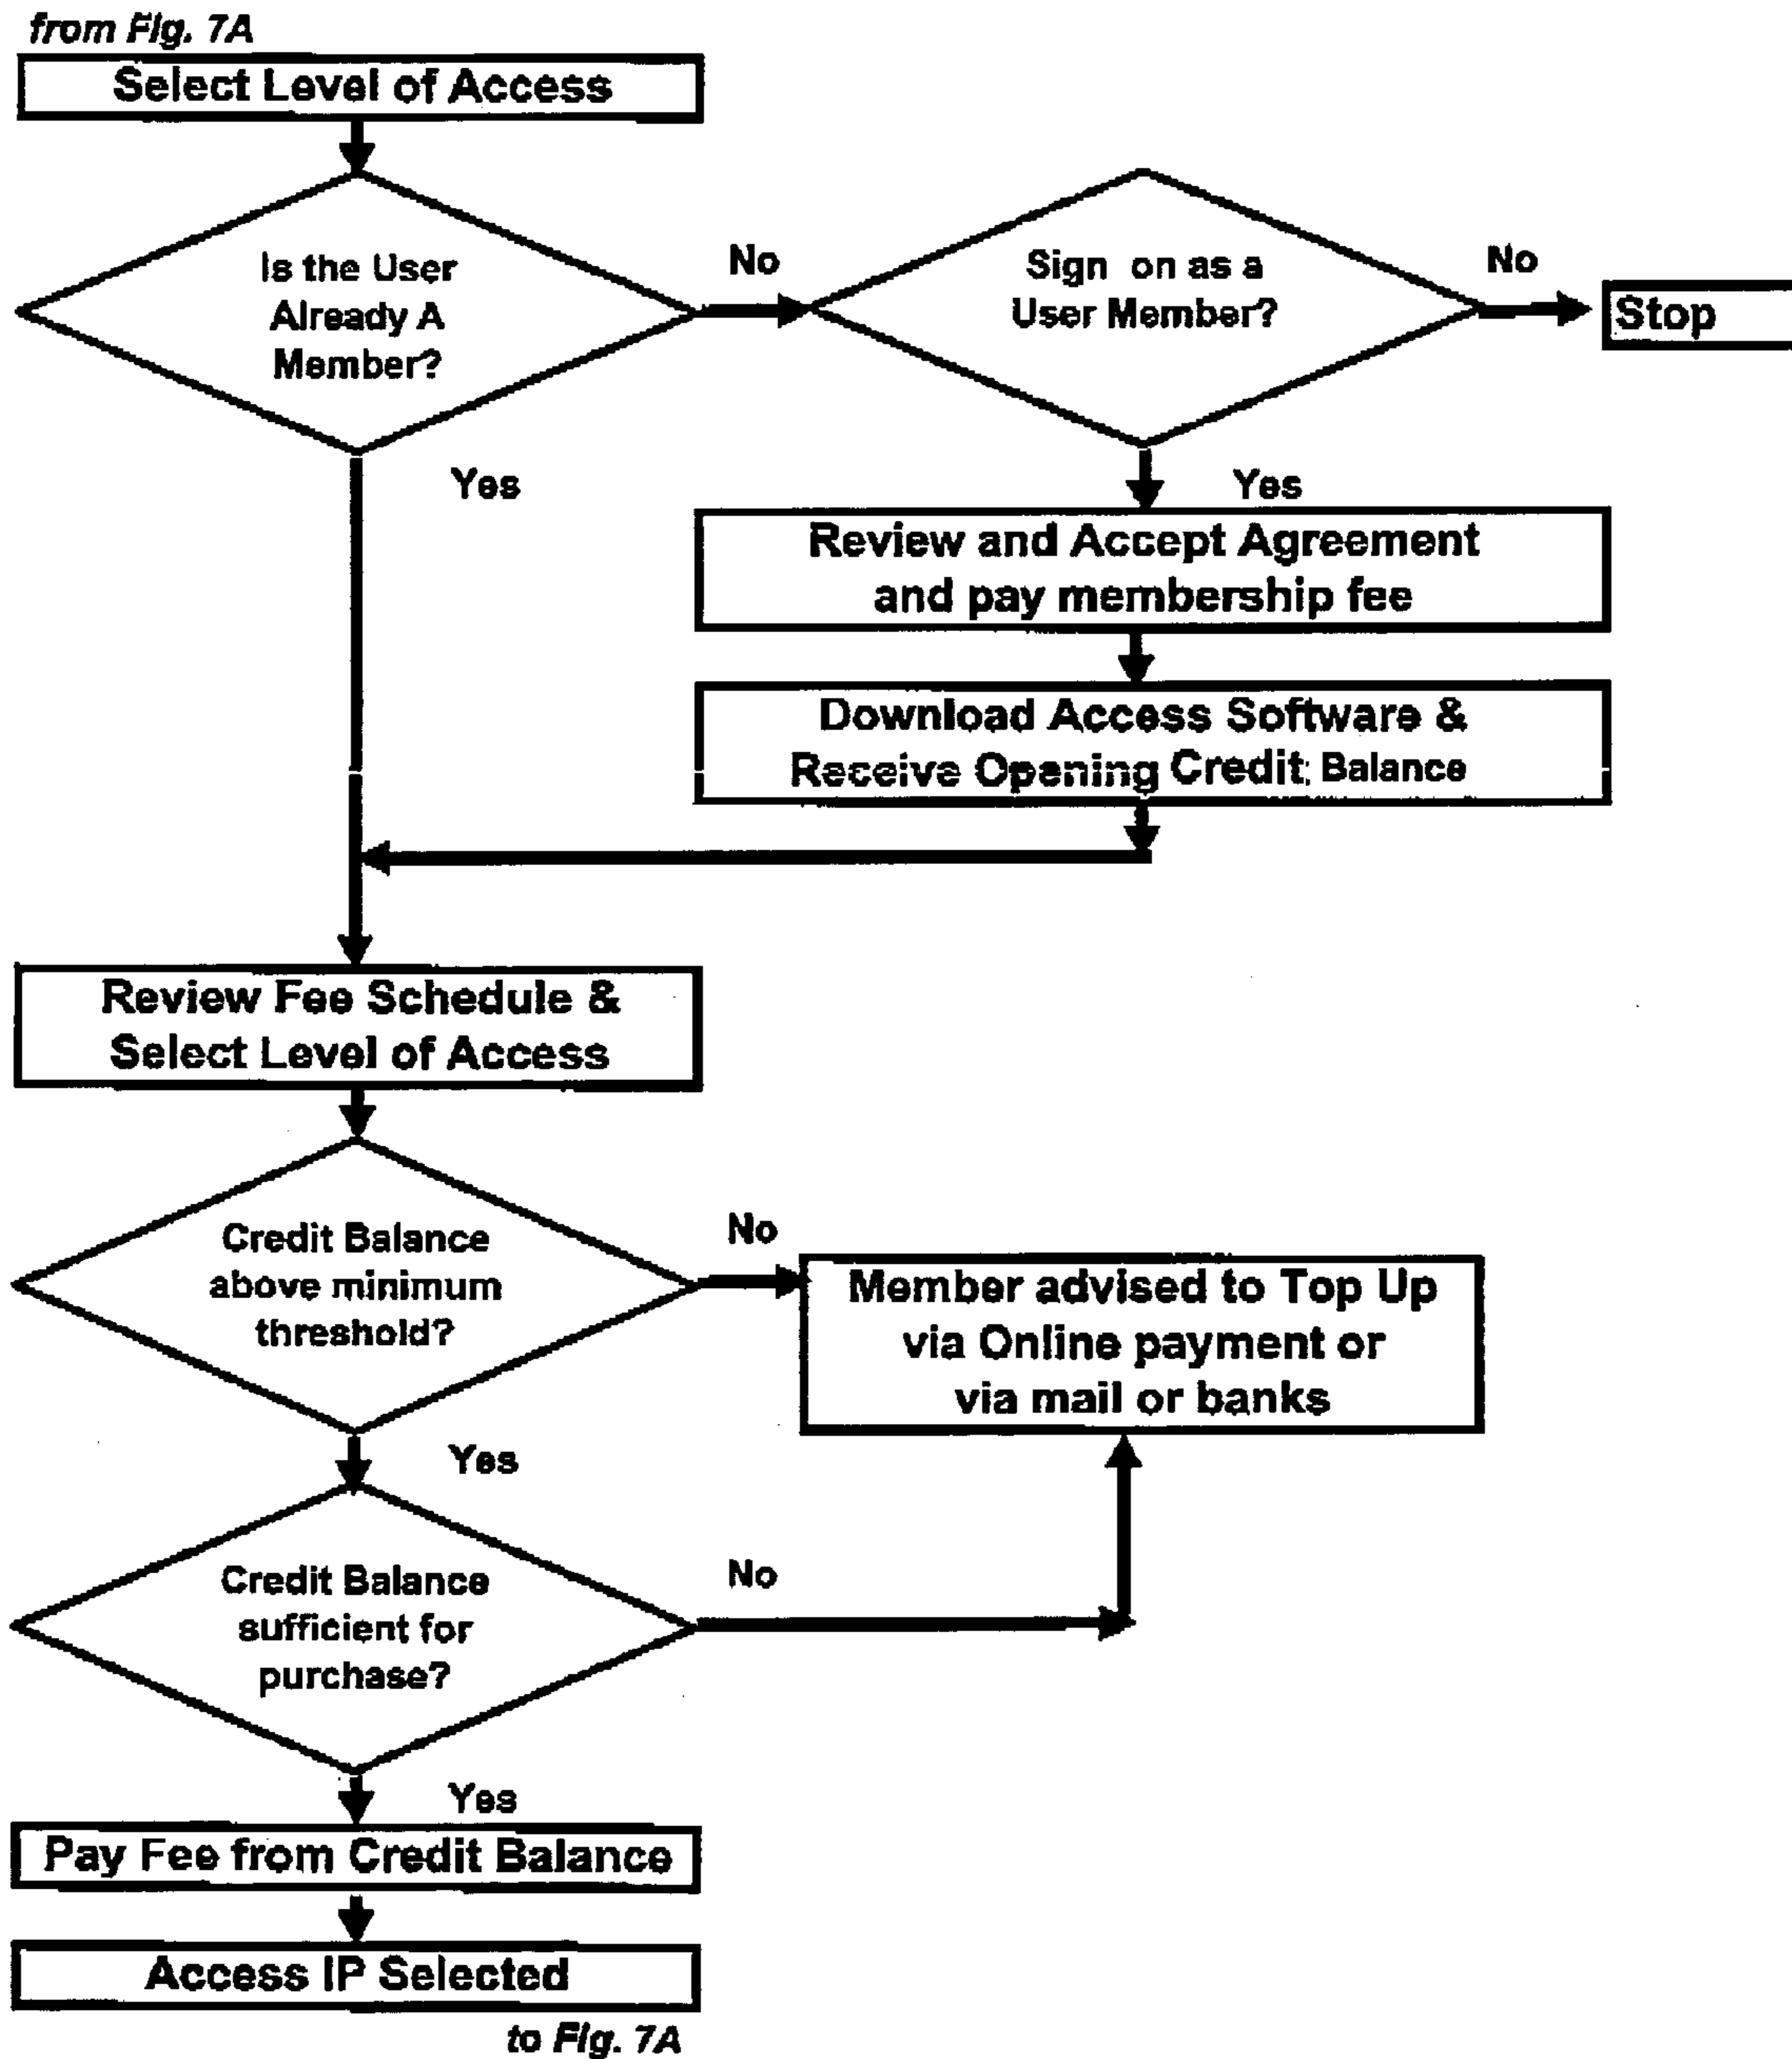 from Fig. 7A
Select Level of Access
Is the User
Already A
Member?
No
Sign on as a
User Member?
No
Stop
Yes
Yes
Review and Accept Agreement
and pay membership fee
Download Access Software &
Receive Opening Credit Balance
Review Fee Schedule &
Select Level of Access
Credit Balance
above minimum
threshold?
No
Member advised to Top Up
via Online payment or
via mail or banks
Yes
Credit Balance
sufficient for
purchase?
No
Yes
Pay Fee from Credit Balance
Access IP Selected
to Fig. 7A